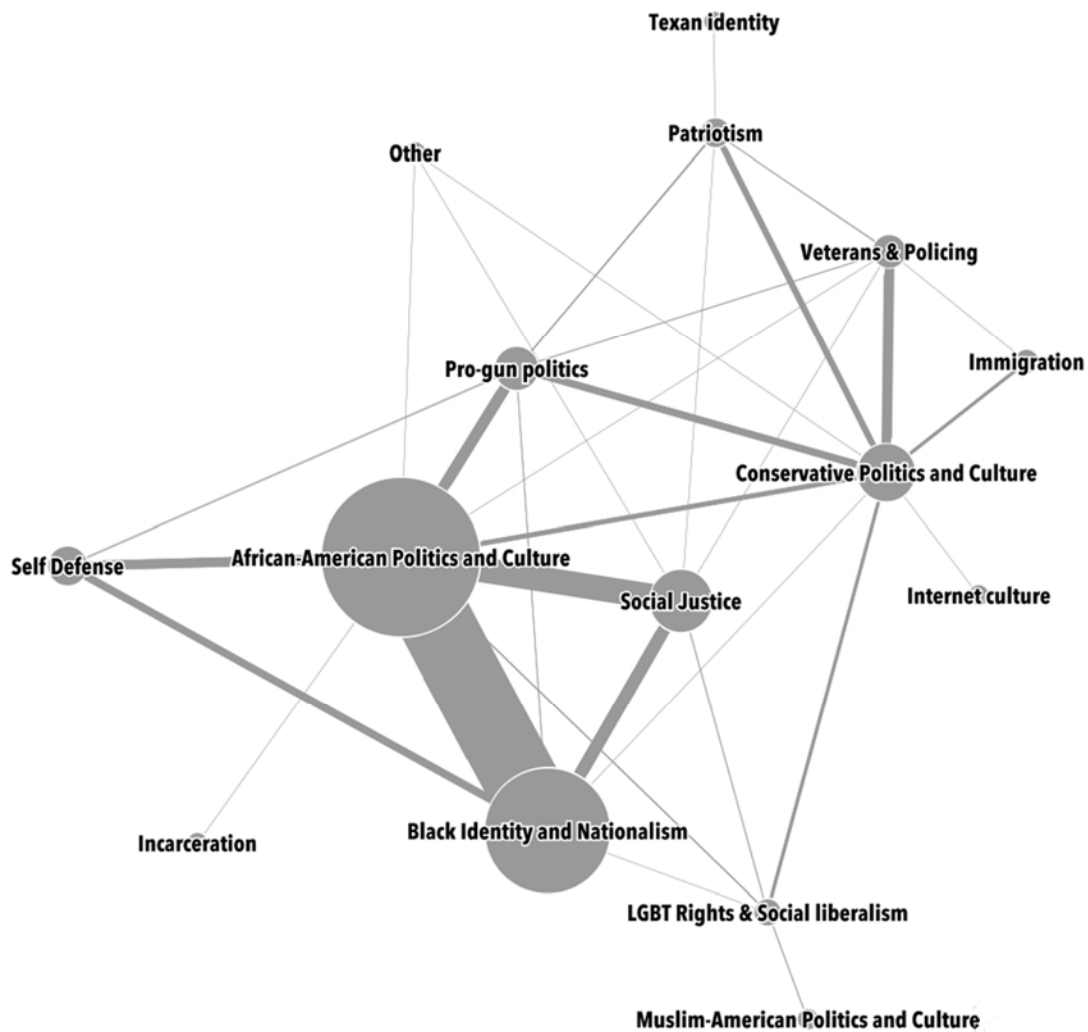 Texan identity
Patriotism
Other
Veterans & Policing
Immigration
Pro-gun politics
Conservative Politics and Culture
African-American Politics and Culture
Self Defense
Social Justice
Internet culture
Black Identity and Nationalism
Incarceration
LGBT Rights & Social liberalism
Muslim-American Politics and Culture